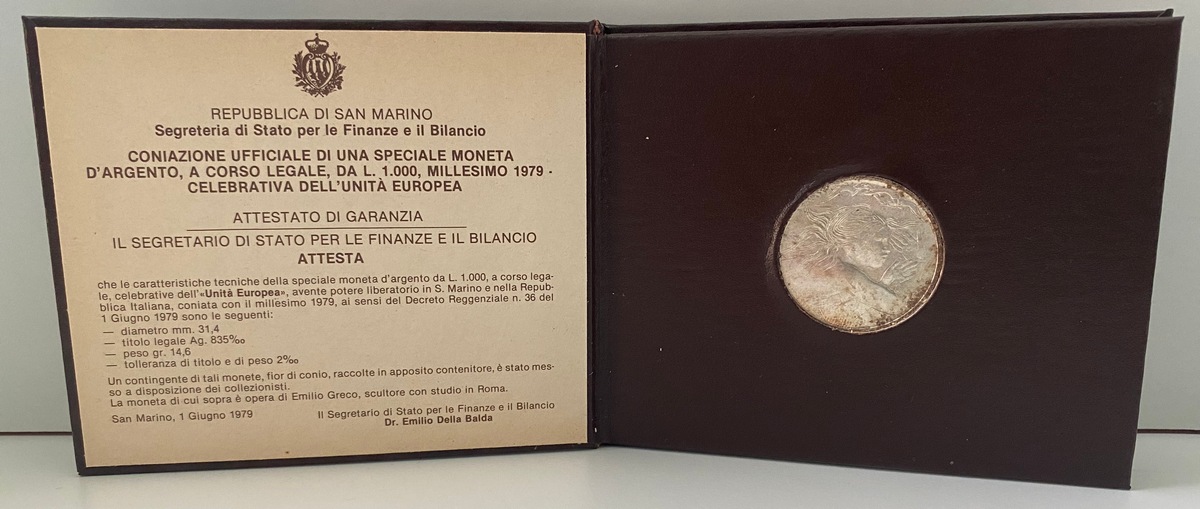 REPUBBLICA DI SAN MARINO
Segreteria di Stato per le Finanze e il Bilancio
CONIAZIONE UFFICIALE DI UNA SPECIALE MONETA
D'ARGENTO, A CORSO LEGALE, DA L. 1.000, MILLESIMO 1979 -
CELEBRATIVA DELL'UNITÀ EUROPEA
ATTESTATO DI GARANZIA
IL SEGRETARIO DI STATO PER LE FINANZE E IL BILANCIO
ATTESTA
che le caratteristiche tecniche della speciale moneta d'argento da L. 1.000, a corso lega-
le, celebrative dell'«Unità Europea», avente potere liberatorio in S. Marino e nella Repub-
blica Italiana, coniata con il millesimo 1979, ai sensi del Decreto Reggenziale n. 36 del
1 Giugno 1979 sono le seguenti:
— diametro mm. 31,4
— titolo legale Ag. 835‰
— peso gr. 14,6
— tolleranza di titolo e di peso 2‰
Un contingente di tali monete, fior di conio, raccolte in apposito contenitore, è stato mes-
so a disposizione dei collezionisti.
La moneta di cui sopra è opera di Emilio Greco, scultore con studio in Roma.
San Marino, 1 Giugno 1979
Il Segretario di Stato per le Finanze e il Bilancio
Dr. Emilio Della Balda